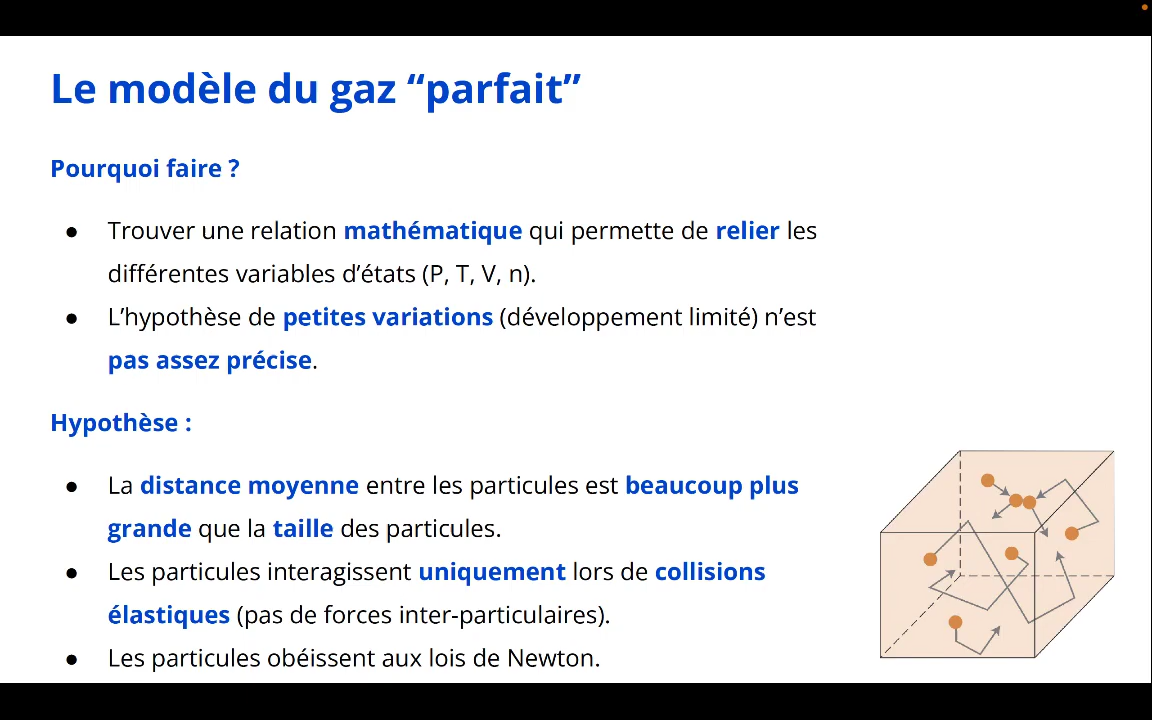 Le modèle du gaz “parfait”
Pourquoi faire ?
● Trouver une relation mathématique qui permette de relier les
différentes variables d’états (P, T, V, n).
● L’hypothèse de petites variations (développement limité) n’est
pas assez précise.
Hypothèse :
● La distance moyenne entre les particules est beaucoup plus
grande que la taille des particules.
● Les particules interagissent uniquement lors de collisions
élastiques (pas de forces inter-particulaires).
● Les particules obéissent aux lois de Newton.